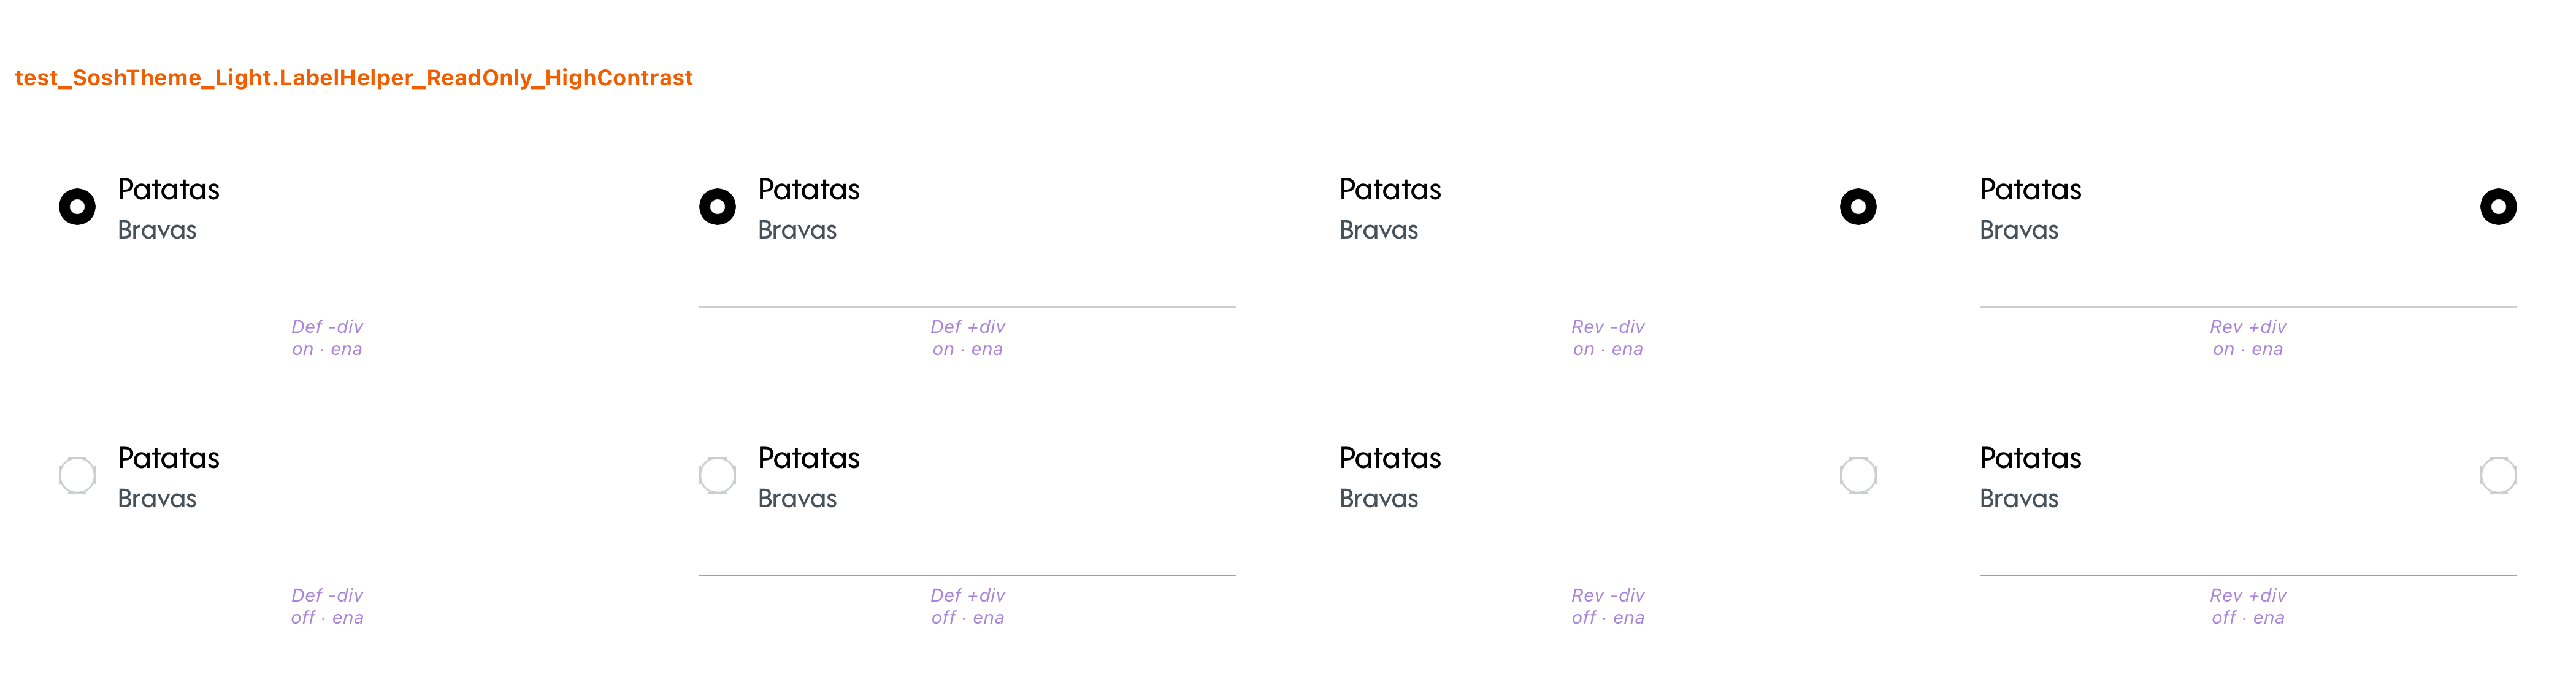 test_SoshTheme_Light.LabelHelper_ReadOnly_HighContrast
Patatas
Bravas
Def -div
on · ena
Patatas
Bravas
Def +div
on · ena
Patatas
Bravas
Rev -div
on · ena
Patatas
Bravas
Rev +div
on · ena
Patatas
Bravas
Def -div
off · ena
Patatas
Bravas
Def +div
off · ena
Patatas
Bravas
Rev -div
off · ena
Patatas
Bravas
Rev +div
off · ena